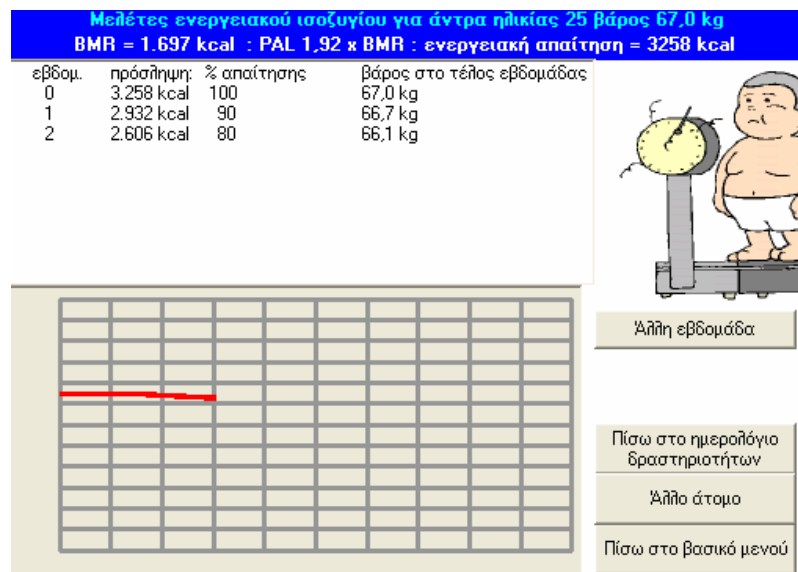 Μελέτες ενεργειακού ισοζυγίου για άντρα ηλικίας 25 βάρος 67,0 kg
BMR = 1.697 kcal : PAL 1,92 x BMR : ενεργειακή απαίτηση = 3258 kcal
εβδομ. πρόσληψη: % απαίτησης βάρος στο τέλος εβδομάδας
0 3.258 kcal 100 67,0 kg
1 2.932 kcal 90 66,7 kg
2 2.606 kcal 80 66,1 kg
Άλλη εβδομάδα
Πίσω στο ημερολόγιο
δραστηριοτήτων
Άλλο άτομο
Πίσω στο βασικό μενού